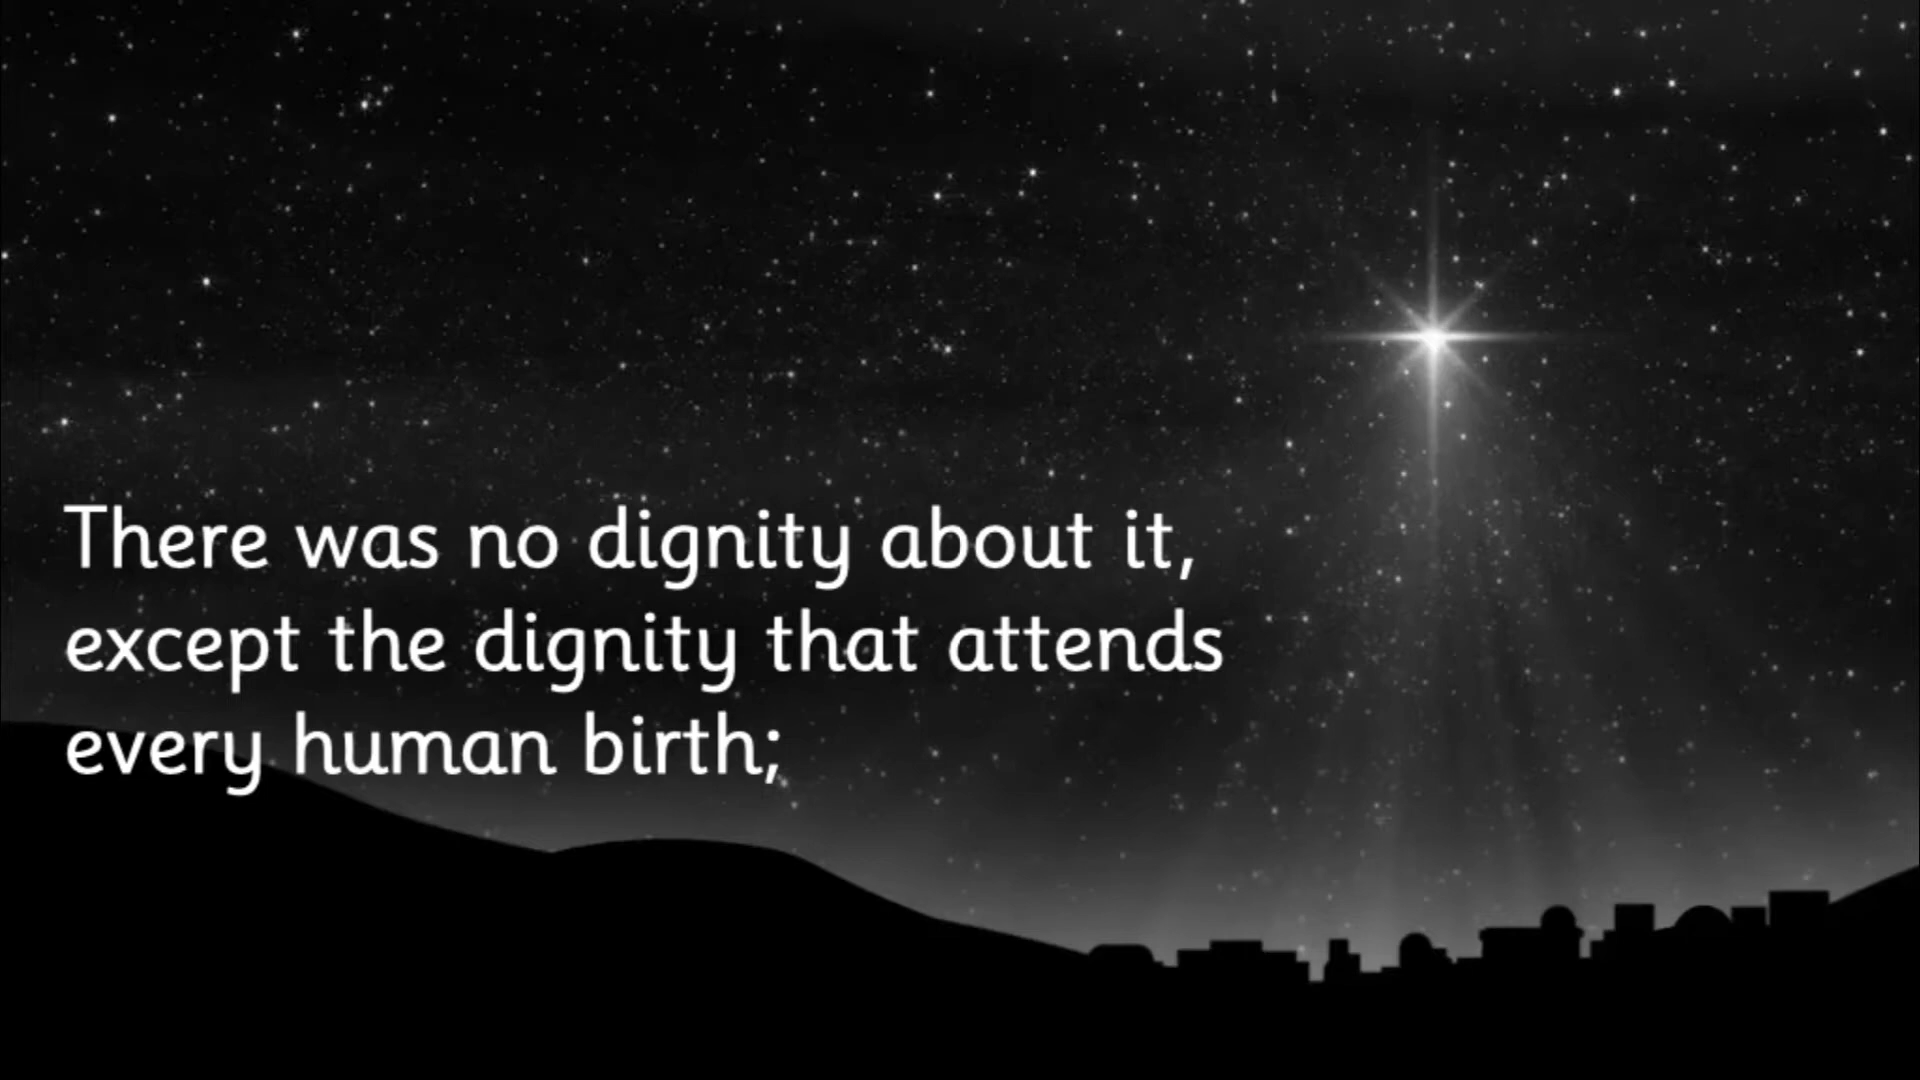 There was no dignity about it,
except the dignity that attends
every human birth;